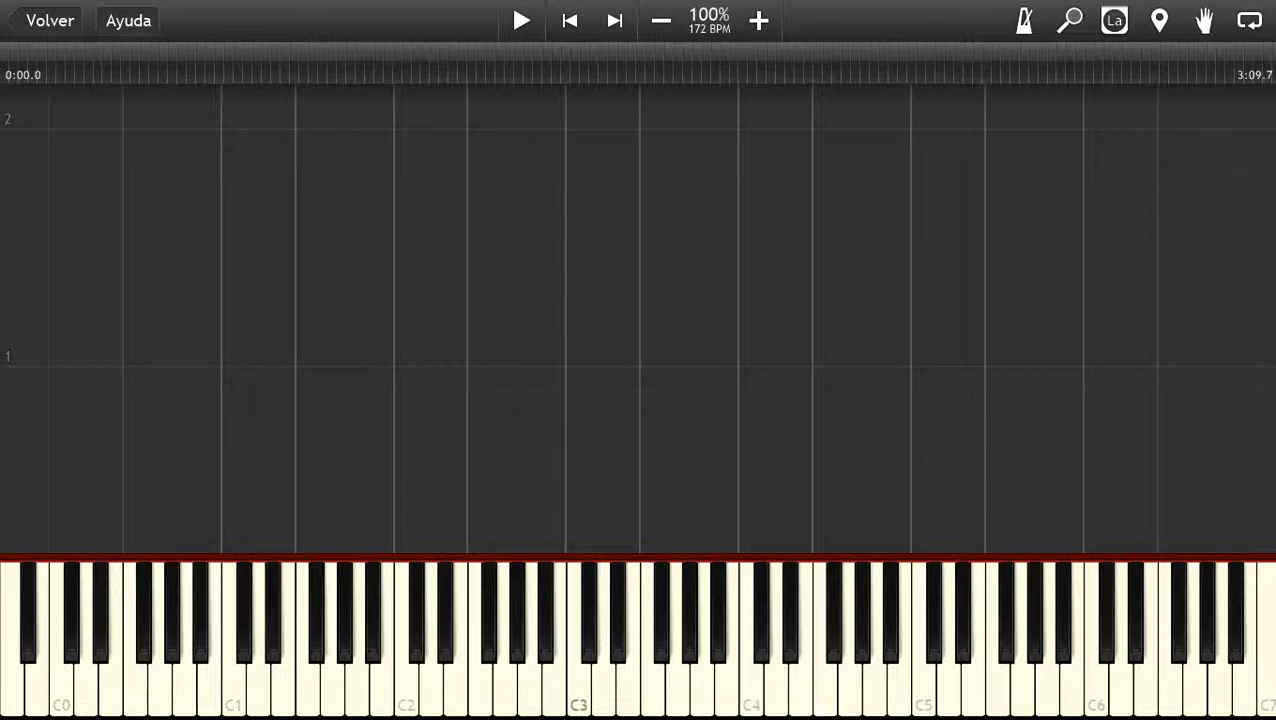 Volver
Ayuda
100%
172 BPM
La
0:00.0
3:09.7
2
1
C0
C1
C2
C3
C4
C5
C6
C7